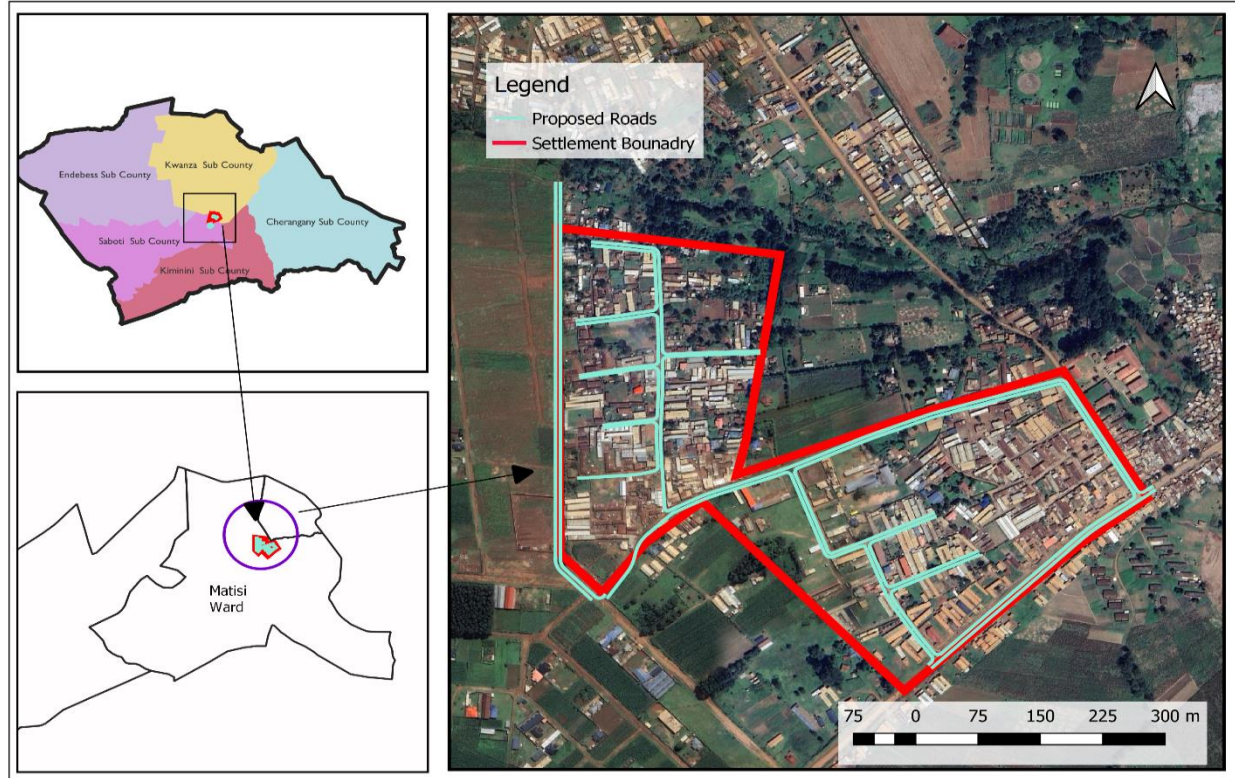 Kwanza Sub County
Endebess Sub County
Cherangany Sub County
Saboti Sub County
Kiminini Sub County
Matisi
Ward
Legend
Proposed Roads
Settlement Bounadry
75 0 75 150 225 300 m